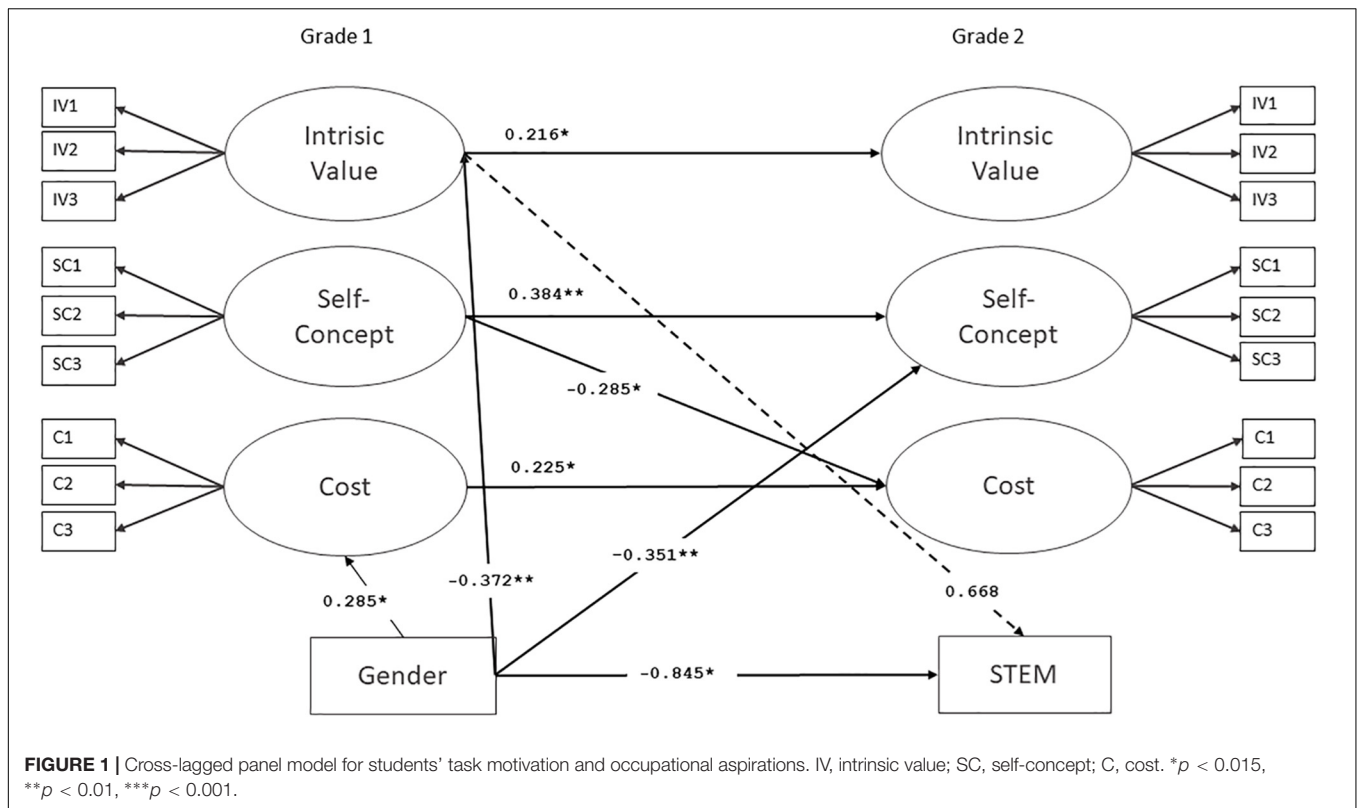 Grade 1
Grade 2
IV1
IV2
IV3
Intrisic
Value
0.216*
Intrinsic
Value
IV1
IV2
IV3
SC1
SC2
SC3
Self-
Concept
0.384**
-0.285*
Self-
Concept
SC1
SC2
SC3
C1
C2
C3
Cost
0.225*
Cost
C1
C2
C3
-0.351**
-0.372**
0.285*
0.668
Gender
-0.845*
STEM
FIGURE 1 | Cross-lagged panel model for students’ task motivation and occupational aspirations. IV, intrinsic value; SC, self-concept; C, cost. *p < 0.015,
**p < 0.01, ***p < 0.001.